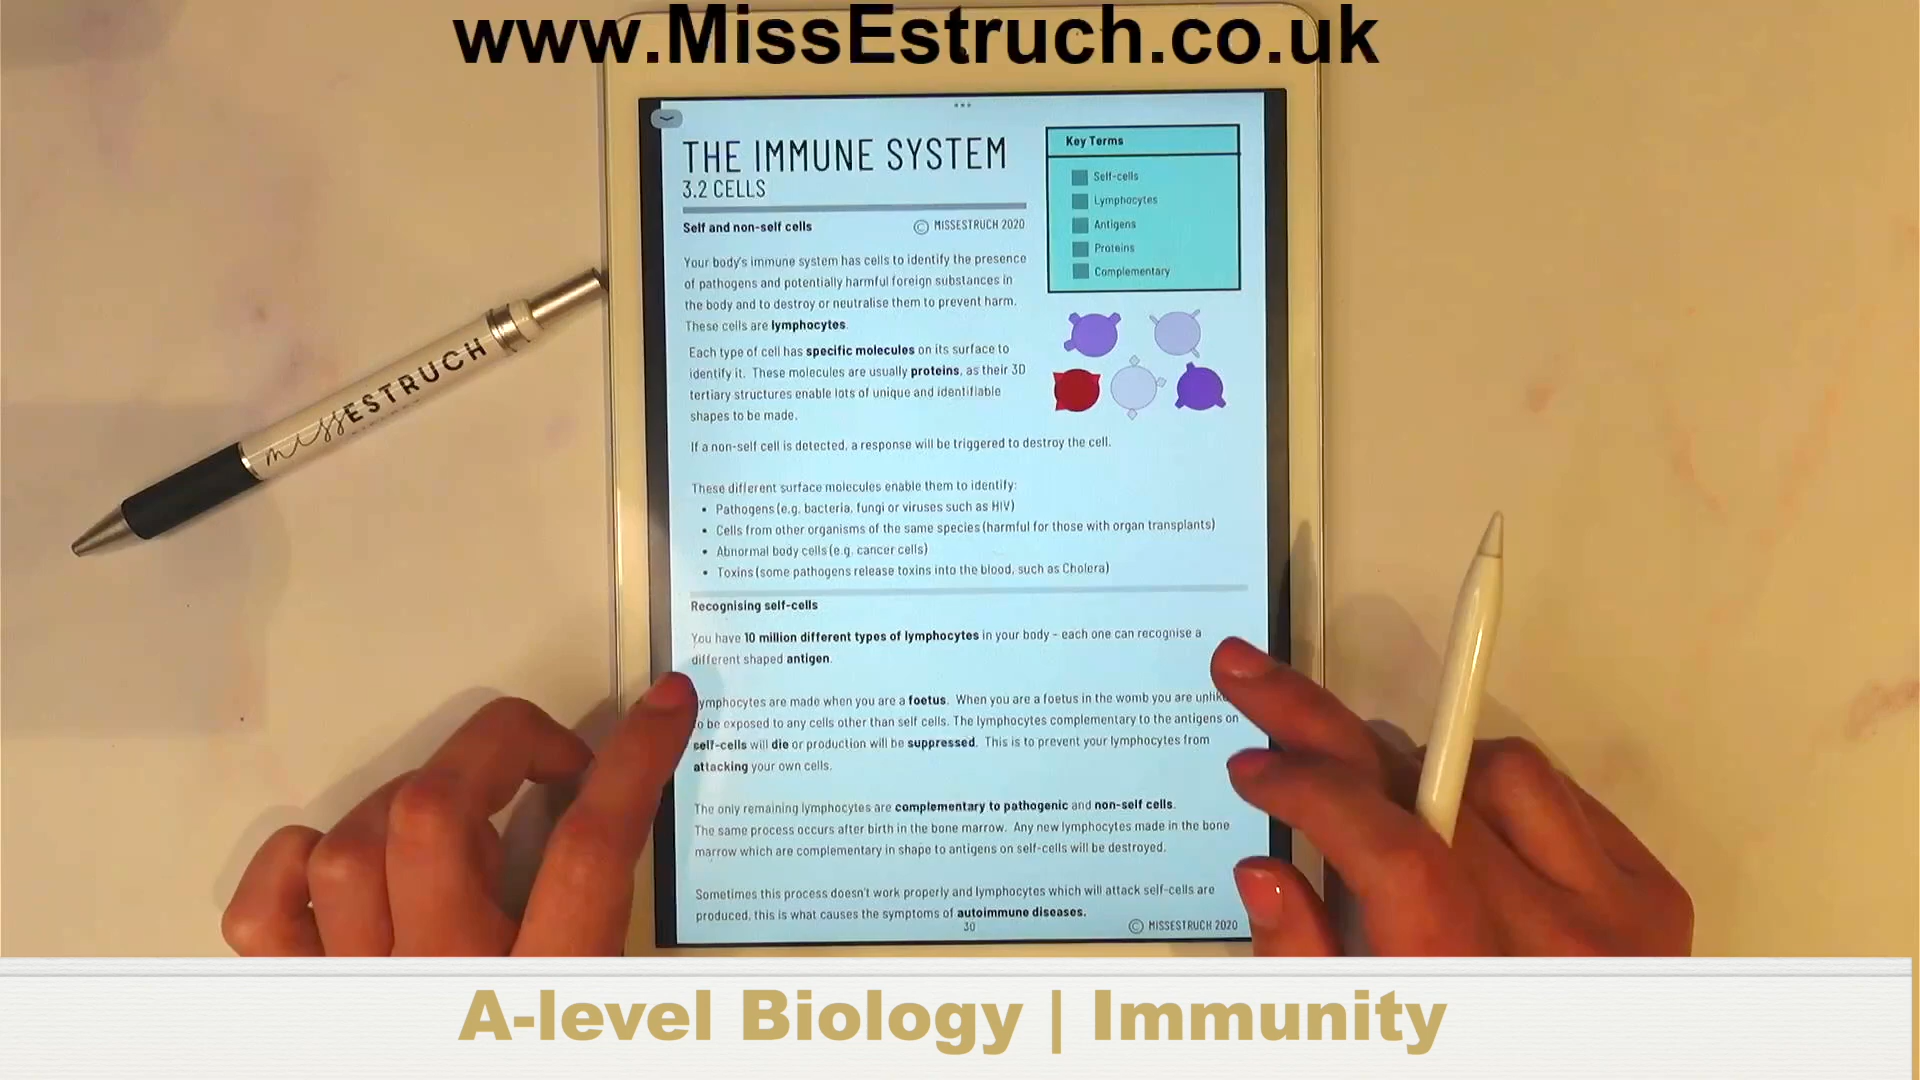 www.MissEstruch.co.uk
THE IMMUNE SYSTEM
3.2 CELLS
Self and non-self cells
© MISSESTRUCH 2020
Your body's immune system has cells to identify the presence
of pathogens and potentially harmful foreign substances in
the body and to destroy or neutralise them to prevent harm.
These cells are lymphocytes.
Each type of cell has specific molecules on its surface to
identify it. These molecules are usually proteins, as their 3D
tertiary structures enable lots of unique and identifiable
shapes to be made.
Key Terms
Self-cells
Lymphocytes
Antigens
Proteins
Complementary
If a non-self cell is detected, a response will be triggered to destroy the cell.
These different surface molecules enable them to identify:
• Pathogens (e.g. bacteria, fungi or viruses such as HIV)
• Cells from other organisms of the same species (harmful for those with organ transplants)
• Abnormal body cells (e.g. cancer cells)
• Toxins (some pathogens release toxins into the blood, such as Cholera)
Recognising self-cells
You have 10 million different types of lymphocytes in your body - each one can recognise a
different shaped antigen.
ymphocytes are made when you are a foetus. When you are a foetus in the womb you are unlik
o be exposed to any cells other than self cells. The lymphocytes complementary to the antigens on
self-cells will die or production will be suppressed. This is to prevent your lymphocytes from
attacking your own cells.
The only remaining lymphocytes are complementary to pathogenic and non-self cells.
The same process occurs after birth in the bone marrow. Any new lymphocytes made in the bone
marrow which are complementary in shape to antigens on self-cells will be destroyed.
Sometimes this process doesn't work properly and lymphocytes which will attack self-cells are
produced, this is what causes the symptoms of autoimmune diseases.
30
© MISSESTRUCH 2020
missESTRUCH
A-level Biology | Immunity